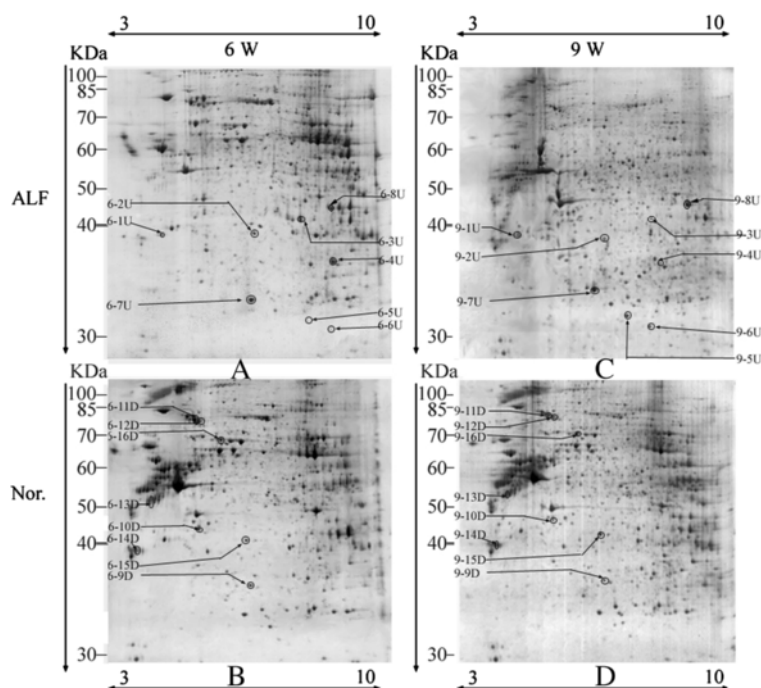 3 10 3 10
KDa 6 W KDa 9 W
100 100
85 85
70 70
60 60
50 50
6-8U 9-8U
6-2U
ALF 40 40
6-1U 9-1U
6-3U 9-3U
9-2U
6-4U 9-4U
6-7U 9-7U
6-5U
30 30
6-6U 9-6U
A C 9-5U
KDa KDa
100 100
85 6-11D 85 9-11D
6-12D 9-12D
70 5-16D 70 9-16D
60 60
Nor. 50 50
6-13D 9-13D
6-10D 9-10D
40 6-14D 40 9-14D
6-15D 9-15D
6-9D 9-9D
30 30
3 B 10 3 D 10